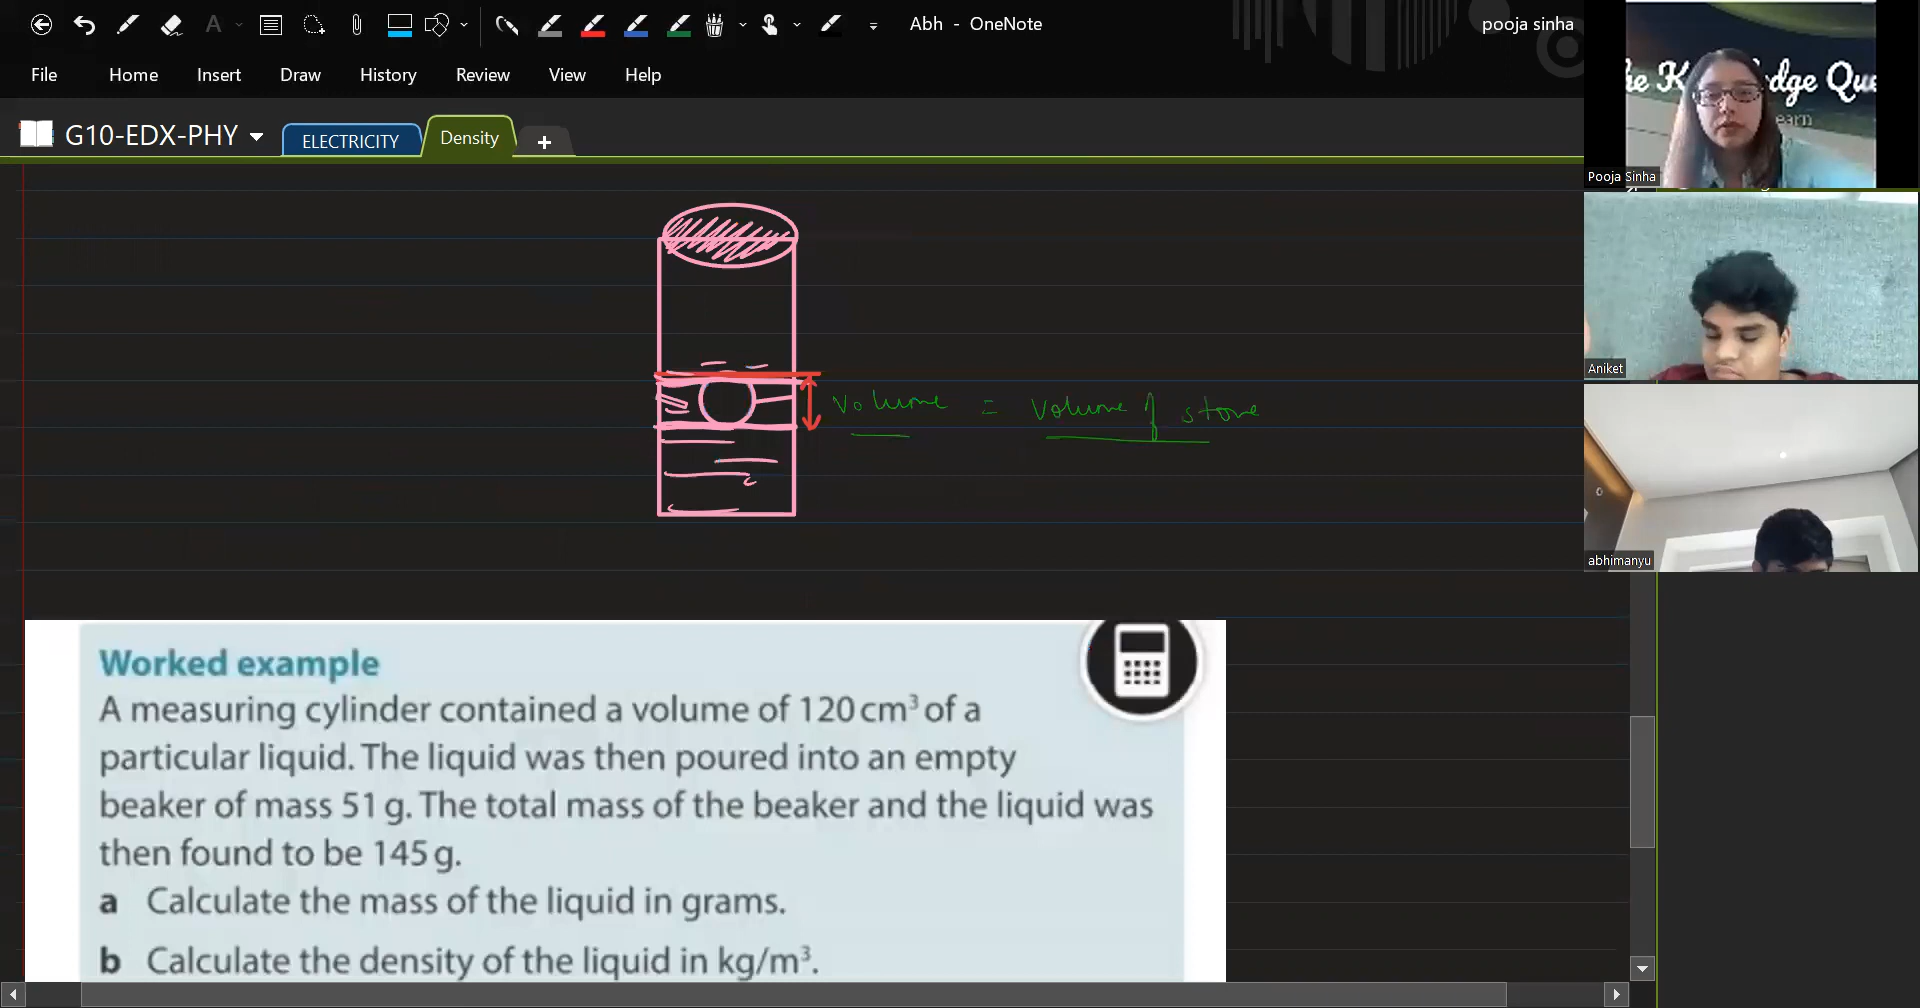 Abh - OneNote
pooja sinha
File Home Insert Draw History Review View Help
G10-EDX-PHY
ELECTRICITY
Density
+
Pooja Sinha
Aniket
abhimanyu
volume = volume of stone
Worked example
A measuring cylinder contained a volume of 120 cm³ of a
particular liquid. The liquid was then poured into an empty
beaker of mass 51 g. The total mass of the beaker and the liquid was
then found to be 145 g.
a Calculate the mass of the liquid in grams.
b Calculate the density of the liquid in kg/m³.